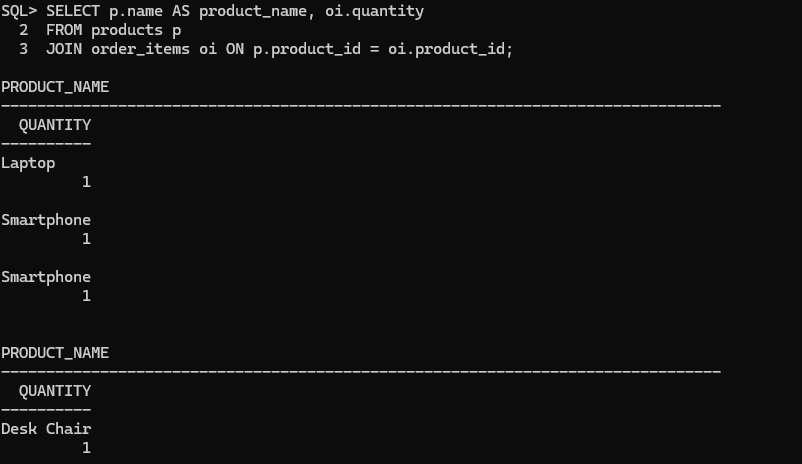 SQL> SELECT p.name AS product_name, oi.quantity
  2  FROM products p
  3  JOIN order_items oi ON p.product_id = oi.product_id;

PRODUCT_NAME
--------------------------------------------------------------------------------
  QUANTITY
----------
Laptop
         1

Smartphone
         1

Smartphone
         1


PRODUCT_NAME
--------------------------------------------------------------------------------
  QUANTITY
----------
Desk Chair
         1